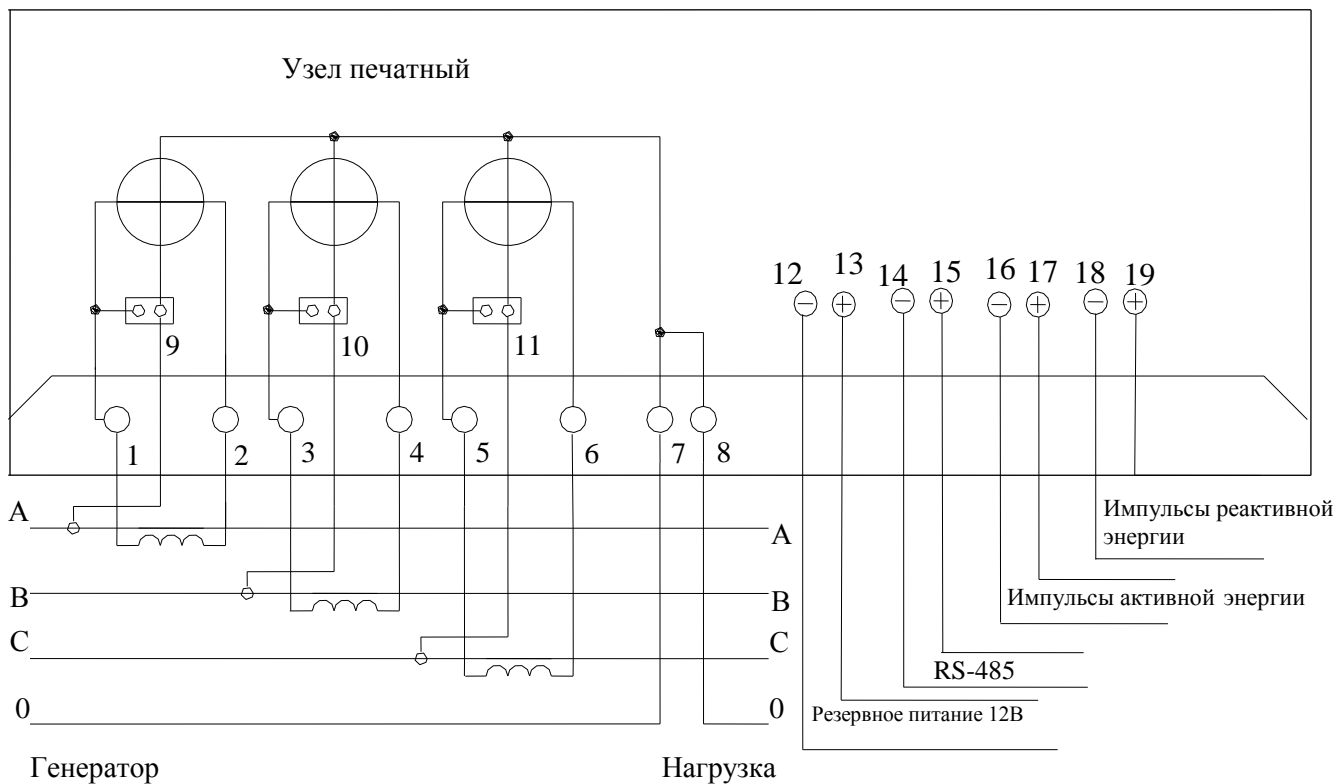 Узел печатный
12 13 14 15 16 17 18 19
− + − + − + − +
9 10 11
1 2 3 4 5 6 7 8
A
A
Импульсы реактивной
энергии
B
B
Импульсы активной энергии
C
C
RS-485
0
0
Резервное питание 12В
Генератор
Нагрузка